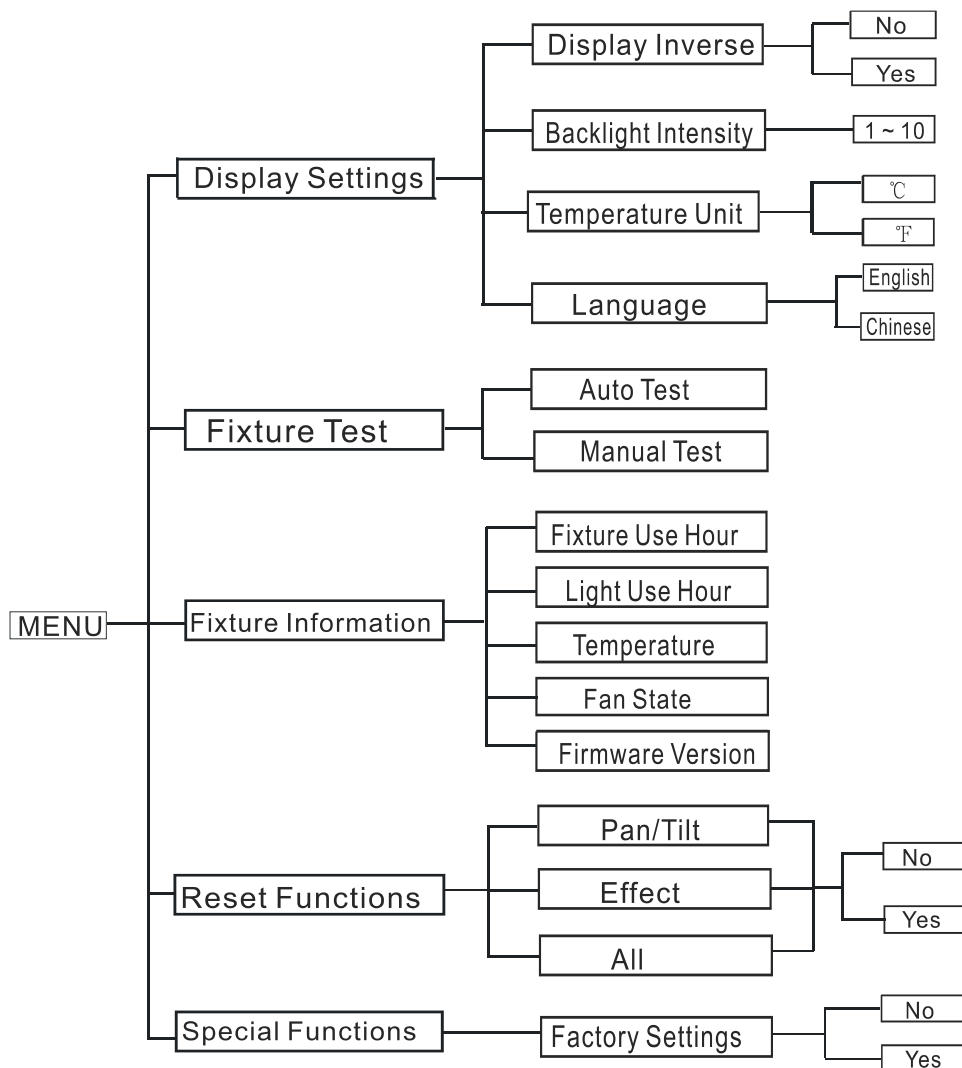 MENU
Display Settings
Display Inverse
No
Yes
Backlight Intensity
1 ~ 10
Temperature Unit
℃
℉
Language
English
Chinese
Fixture Test
Auto Test
Manual Test
Fixture Information
Fixture Use Hour
Light Use Hour
Temperature
Fan State
Firmware Version
Reset Functions
Pan/Tilt
Effect
All
No
Yes
Special Functions
Factory Settings
No
Yes